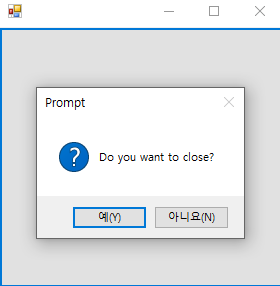 Prompt
Do you want to close?
예(Y)
아니요(N)